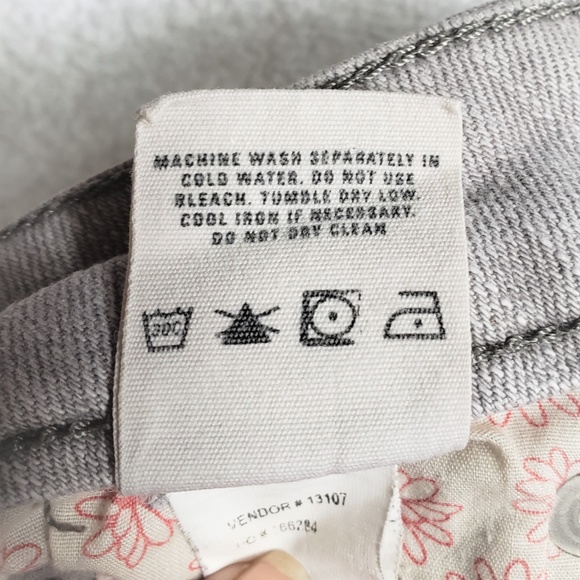 MACHINE WASH SEPARATELY IN
COLD WATER. DO NOT USE
BLEACH. TUMBLE DRY LOW.
COOL IRON IF NECESSARY.
DO NOT DRY CLEAN
30C
VENDOR # 13107
66284